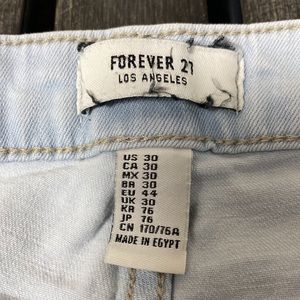 FOREVER 21
LOS ANGELES
US 30
CA 30
MX 30
BR 30
EU 44
UK 30
KR 76
JP 76
CN 170/76A
MADE IN EGYPT